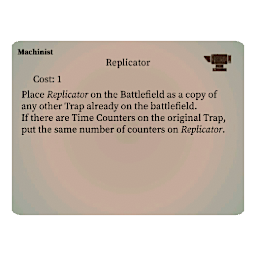 Machinist
Replicator
Cost: 1
Place Replicator on the Battlefield as a copy of
any other Trap already on the battlefield.
If there are Time Counters on the original Trap,
put the same number of counters on Replicator.